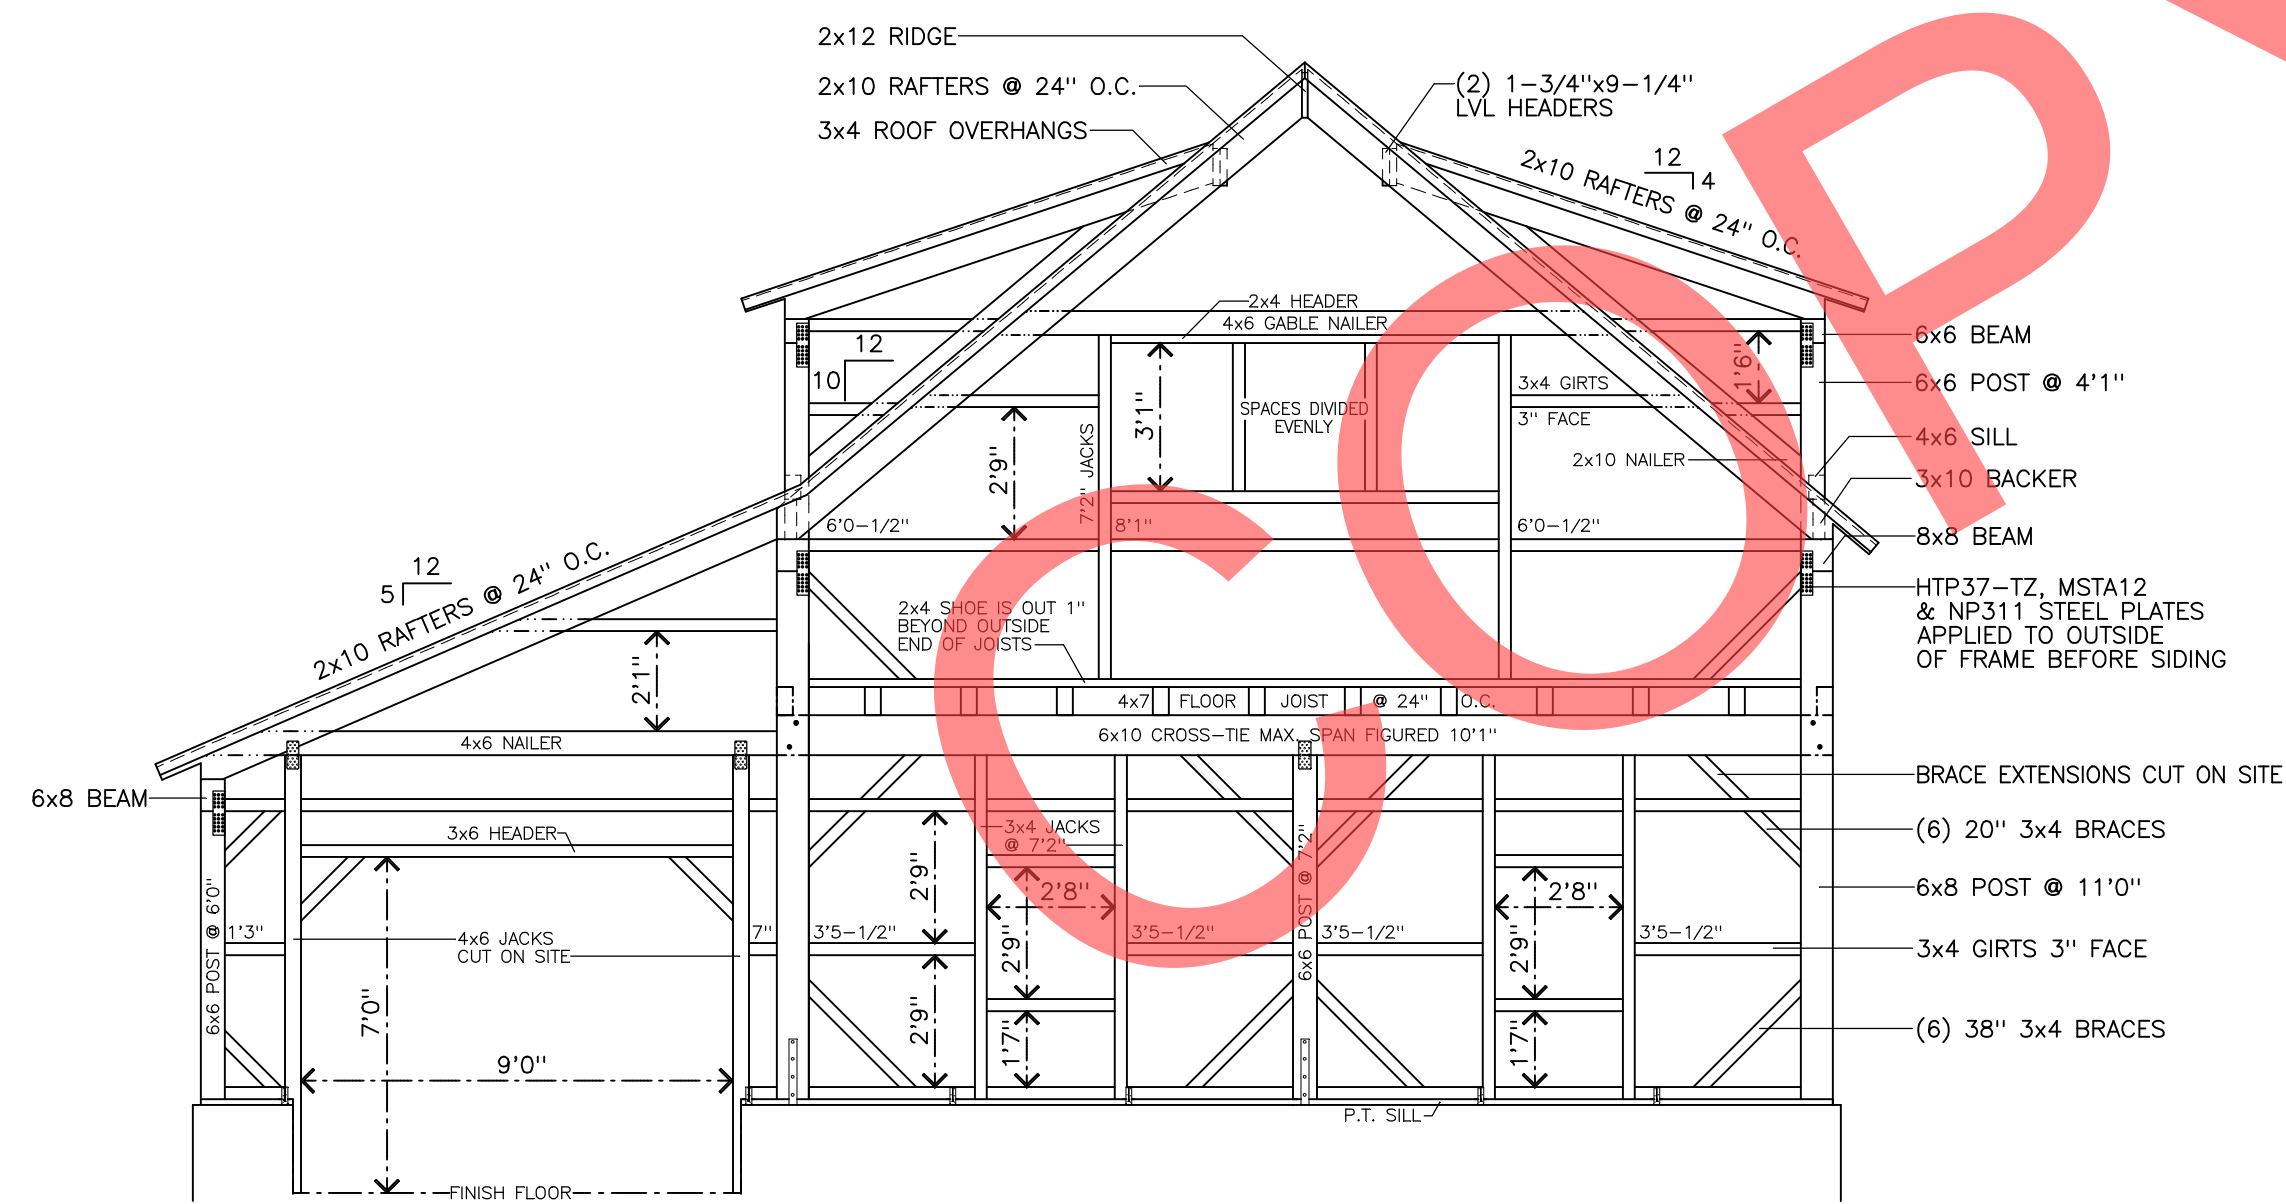 2x12 RIDGE
2x10 RAFTERS @ 24" O.C.
3x4 ROOF OVERHANGS
(2) 1-3/4"x9-1/4"
LVL HEADERS
12
4
2x10 RAFTERS @ 24" O.C.
2x4 HEADER
4x6 GABLE NAILER
12
10
3'1"
SPACES DIVIDED
EVENLY
3x4 GIRTS
3" FACE
1'6"
6x6 BEAM
6x6 POST @ 4'1"
4x6 SILL
3x10 BACKER
8x8 BEAM
HTP37-TZ, MSTA12
& NP311 STEEL PLATES
APPLIED TO OUTSIDE
OF FRAME BEFORE SIDING
2'9"
7'2" JACKS
2x10 NAILER
6'0-1/2"
8'1"
6'0-1/2"
12
5
2x10 RAFTERS @ 24" O.C.
2x4 SHOE IS OUT 1"
BEYOND OUTSIDE
END OF JOISTS
2'1"
4x7 FLOOR JOIST @ 24" O.C.
6x10 CROSS-TIE MAX. SPAN FIGURED 10'1"
4x6 NAILER
6x8 BEAM
3x6 HEADER
3x4 JACKS
@ 7'2"
BRACE EXTENSIONS CUT ON SITE
(6) 20" 3x4 BRACES
6x8 POST @ 11'0"
3x4 GIRTS 3" FACE
(6) 38" 3x4 BRACES
6x6 POST @ 6'0"
1'3"
4x6 JACKS
CUT ON SITE
7'0"
9'0"
7"
3'5-1/2"
2'9"
2'9"
2'8"
2'9"
1'7"
3'5-1/2"
6x6 POST @ 7'2"
3'5-1/2"
2'8"
2'9"
1'7"
3'5-1/2"
P.T. SILL
FINISH FLOOR
COP